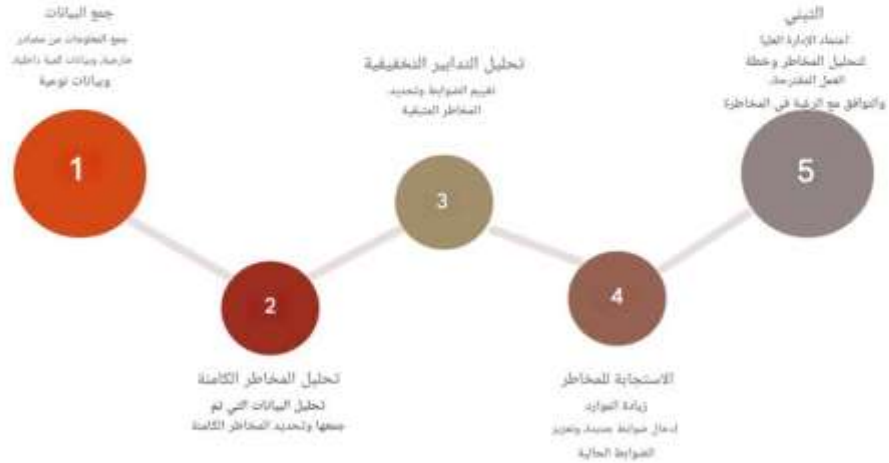 جمع البيانات
جمع المعلومات من مصادر
خارجية، وبيانات كمية داخلية،
وبيانات نوعية
1
تحليل المخاطر الكامنة
تحليل البيانات التي تم
جمعها وتحديد المخاطر الكامنة
2
تحليل التدابير التخفيفية
تقييم الضوابط وتحديد
المخاطر المتبقية
3
الاستجابة للمخاطر
زيادة الموارد
إدخال ضوابط جديدة، وتعزيز
الضوابط الحالية
4
التبني
اعتماد الإدارة العليا
لتحليل المخاطر وخطة
العمل المقترحة،
والتوافق مع الرغبة في المخاطرة
5